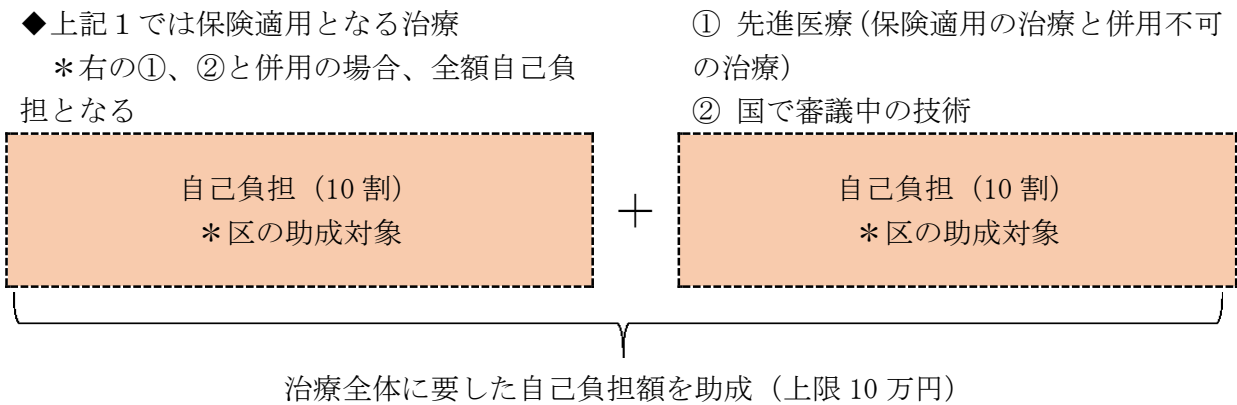 ◆上記１では保険適用となる治療
＊右の①、②と併用の場合、全額自己負
担となる
① 先進医療（保険適用の治療と併用不可
の治療）
② 国で審議中の技術
自己負担（10 割）
＊区の助成対象
＋
自己負担（10 割）
＊区の助成対象
治療全体に要した自己負担額を助成（上限 10 万円）